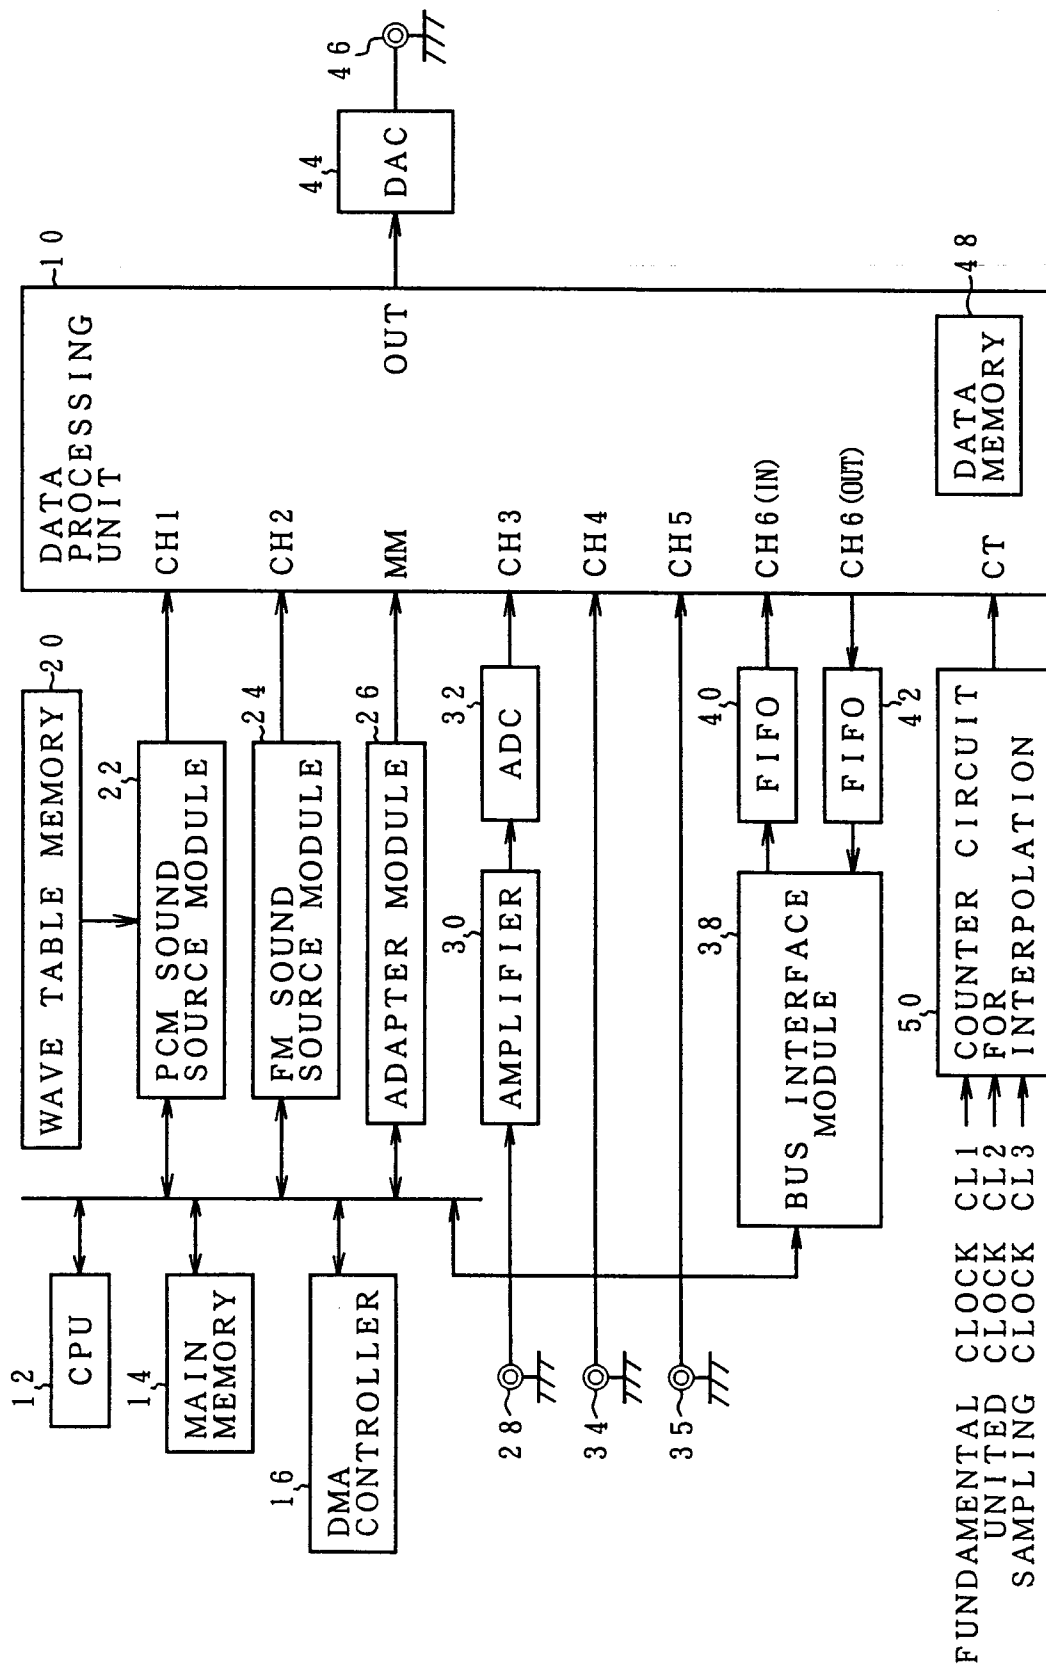 12
CPU
14
MAIN
MEMORY
16
DMA
CONTROLLER
WAVE TABLE MEMORY
20
22
PCM SOUND
SOURCE MODULE
24
FM SOUND
SOURCE MODULE
26
ADAPTER MODULE
28
30
AMPLIFIER
32
ADC
34
35
38
BUS INTERFACE
MODULE
40
FIFO
FIFO
42
50
COUNTER CIRCUIT
FOR
INTERPOLATION
FUNDAMENTAL CLOCK CL1
UNITED CLOCK CL2
SAMPLING CLOCK CL3
10
DATA
PROCESSING
UNIT
CH1
CH2
MM
CH3
CH4
CH5
CH6(IN)
CH6(OUT)
CT
OUT
DATA
MEMORY
48
44
DAC
46